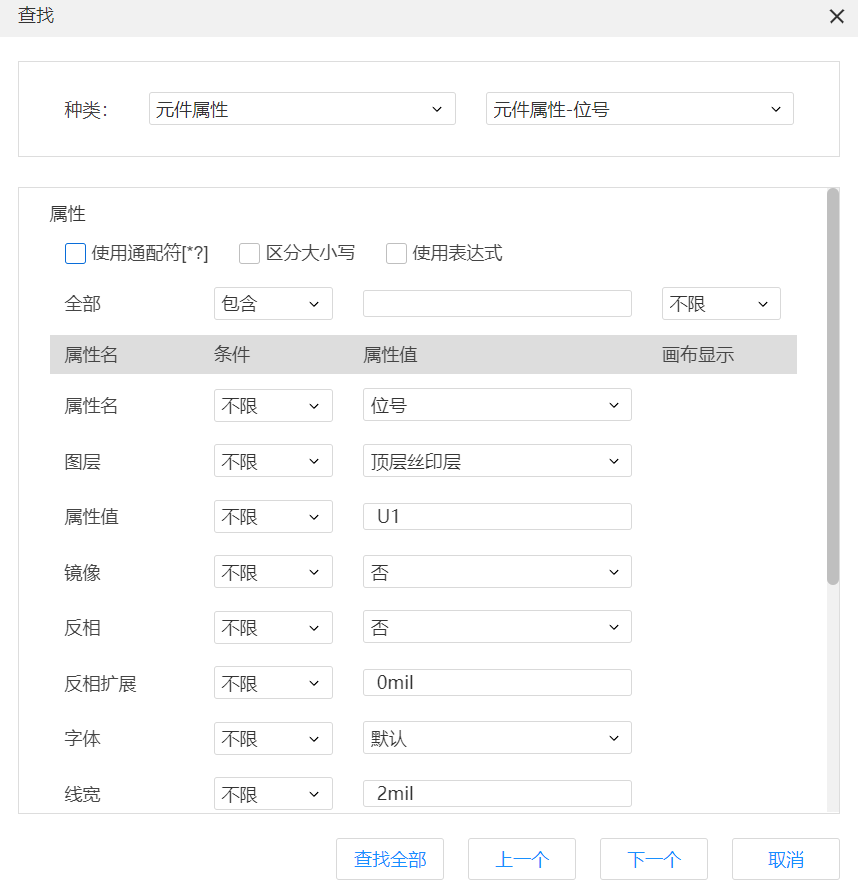 查找
种类： 元件属性 元件属性-位号
属性
使用通配符[*?] 区分大小写 使用表达式
全部 包含 不限
属性名 条件 属性值 画布显示
属性名 不限 位号
图层 不限 顶层丝印层
属性值 不限 U1
镜像 不限 否
反相 不限 否
反相扩展 不限 0mil
字体 不限 默认
线宽 不限 2mil
查找全部 上一个 下一个 取消